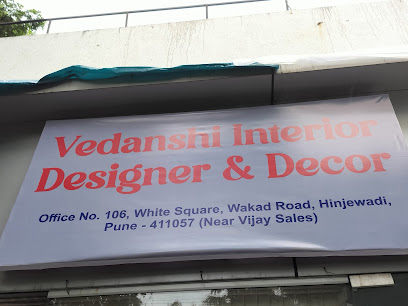 Vedanshi Interior
Designer & Decor
Office No. 106, White Square, Wakad Road, Hinjewadi,
Pune - 411057 (Near Vijay Sales)